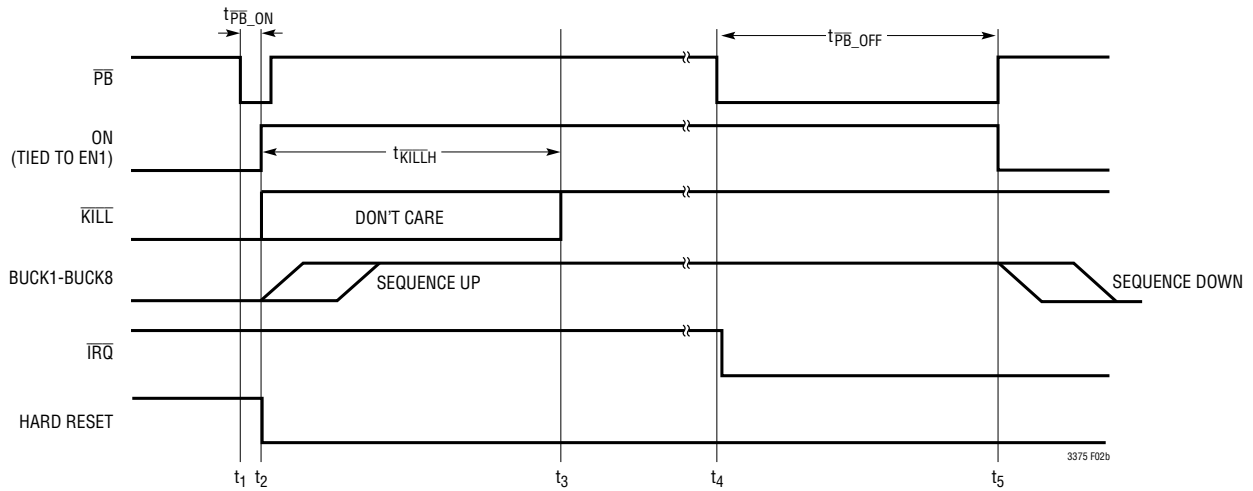 tPB_ON
tPB_OFF
PB
ON
(TIED TO EN1)
tKILLH
KILL
DON'T CARE
BUCK1-BUCK8
SEQUENCE UP
SEQUENCE DOWN
IRQ
HARD RESET
3375 F02b
t1 t2 t3 t4 t5